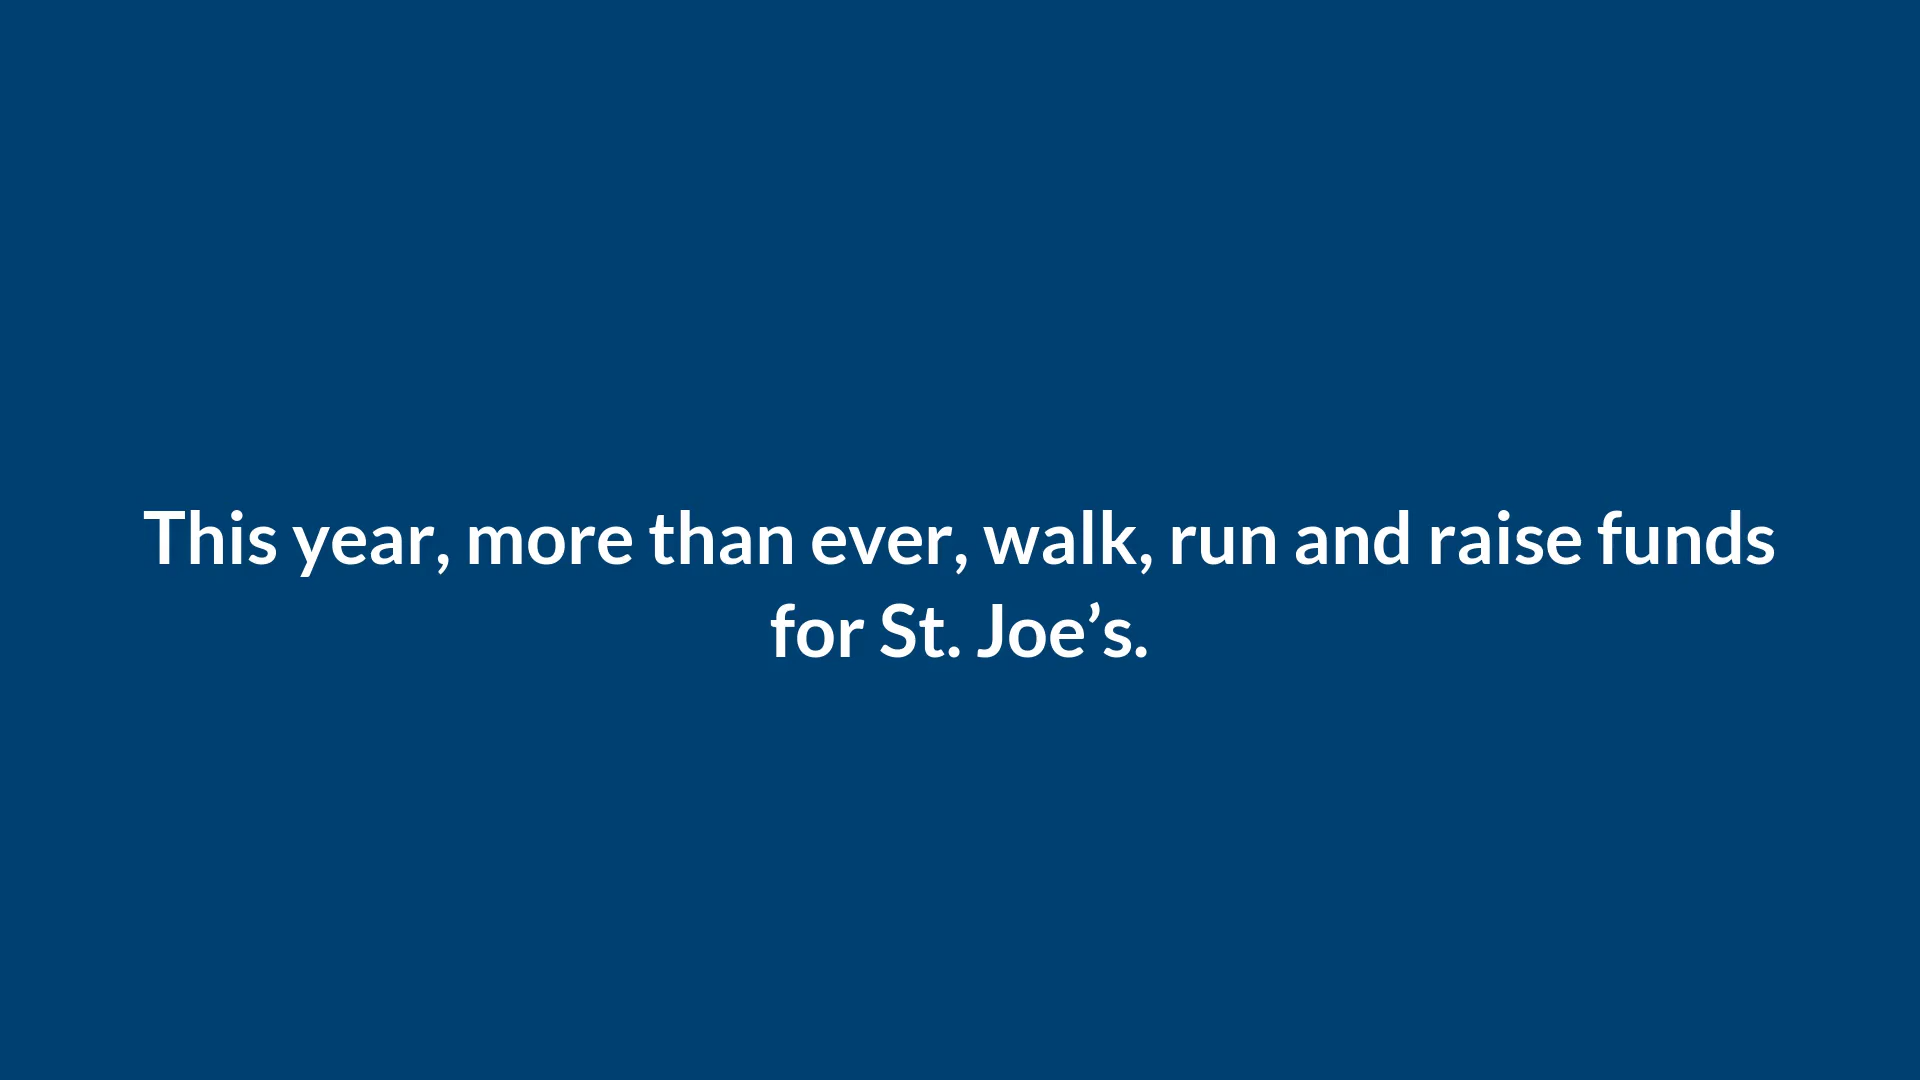 This year, more than ever, walk, run and raise funds
for St. Joe’s.